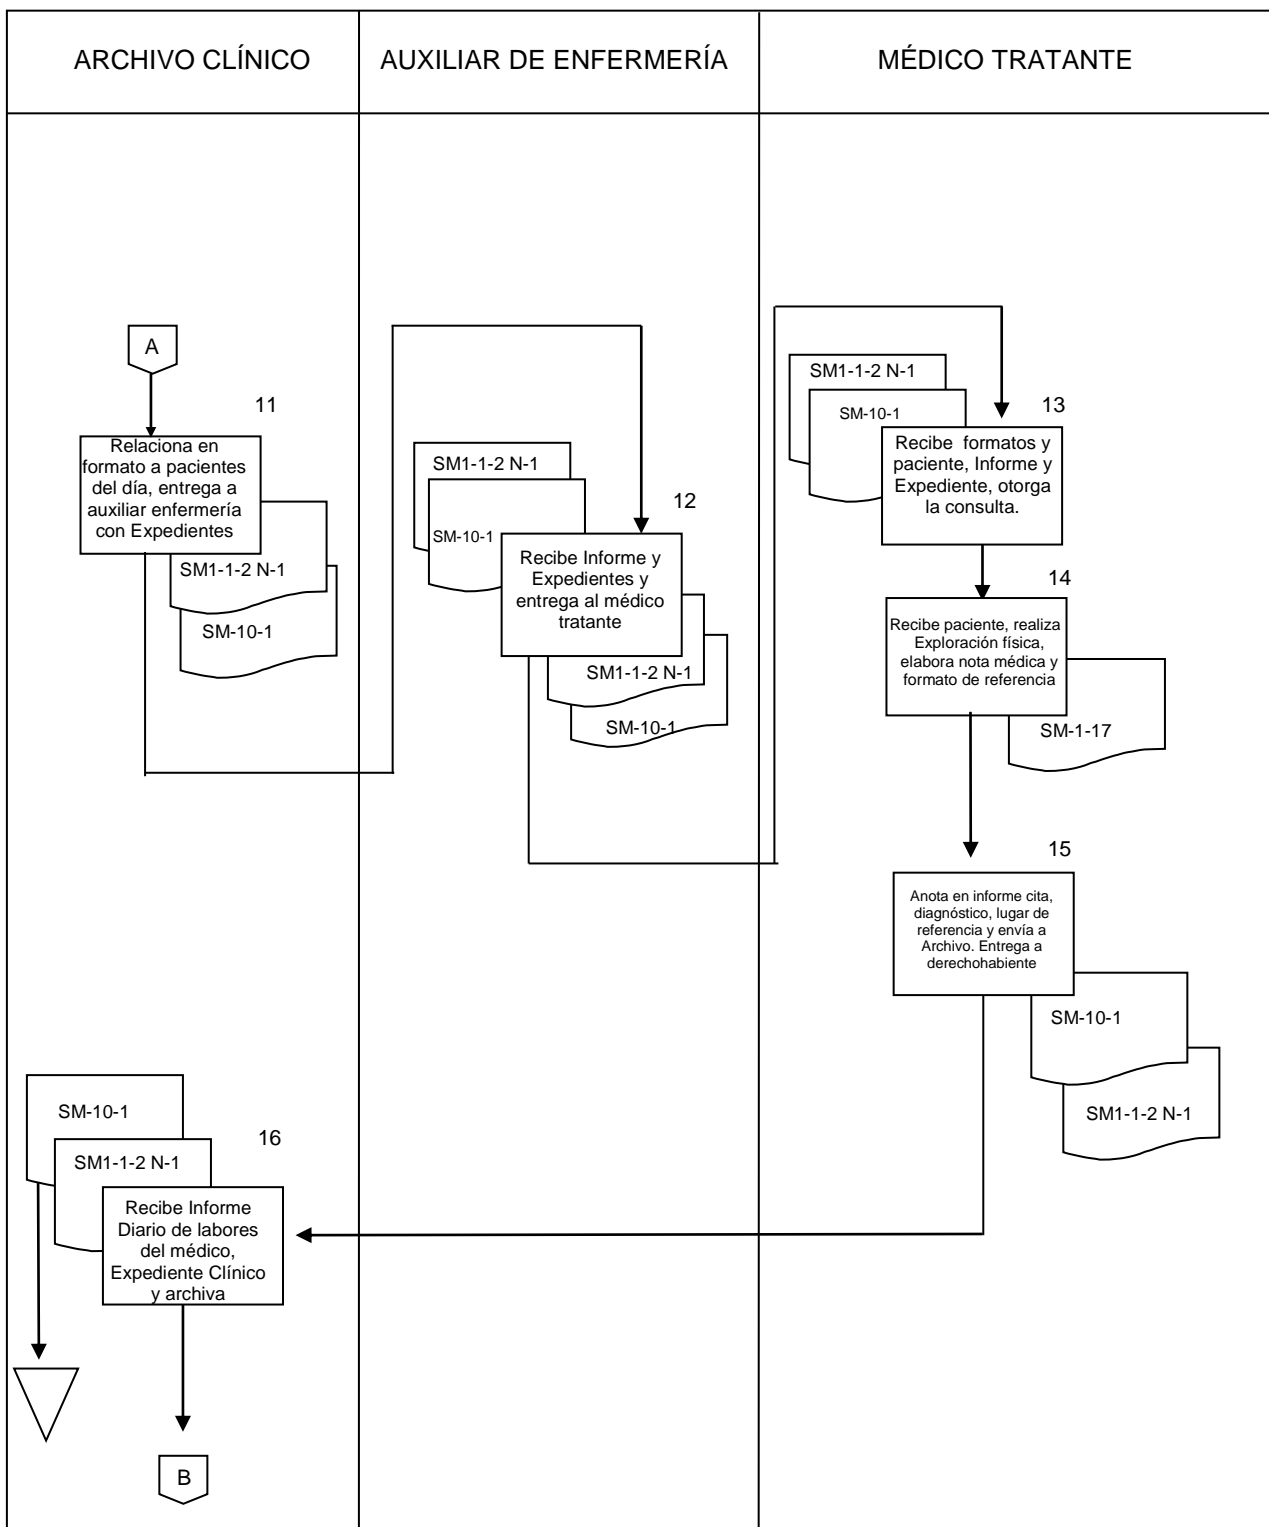 ARCHIVO CLÍNICO
AUXILIAR DE ENFERMERÍA
MÉDICO TRATANTE
A
11
Relaciona en
formato a pacientes
del día, entrega a
auxiliar enfermería
con Expedientes
SM1-1-2 N-1
SM-10-1
SM1-1-2 N-1
SM-10-1
12
Recibe Informe y
Expedientes y
entrega al médico
tratante
SM1-1-2 N-1
SM-10-1
SM1-1-2 N-1
SM-10-1
13
Recibe formatos y
paciente, Informe y
Expediente, otorga
la consulta.
14
Recibe paciente, realiza
Exploración física,
elabora nota médica y
formato de referencia
SM-1-17
15
Anota en informe cita,
diagnóstico, lugar de
referencia y envía a
Archivo. Entrega a
derechohabiente
SM-10-1
SM1-1-2 N-1
SM-10-1
SM1-1-2 N-1
16
Recibe Informe
Diario de labores
del médico,
Expediente Clínico
y archiva
B